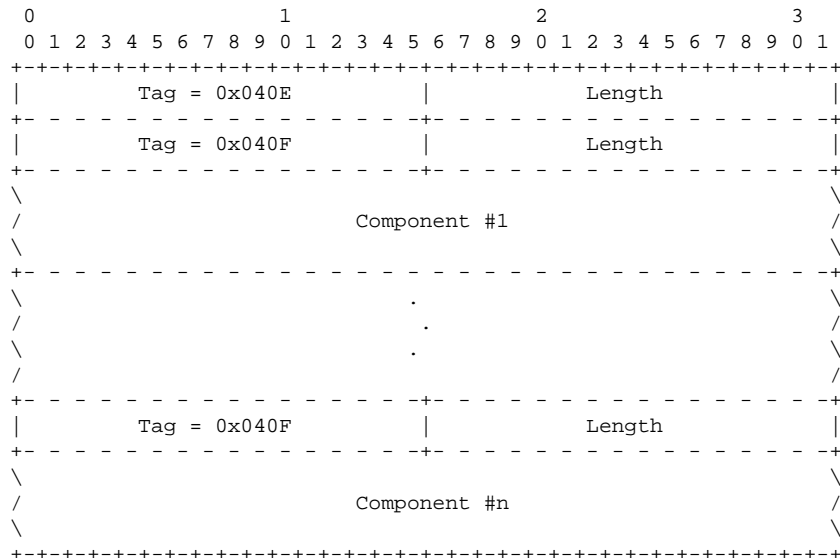 0                   1                   2                   3
 0 1 2 3 4 5 6 7 8 9 0 1 2 3 4 5 6 7 8 9 0 1 2 3 4 5 6 7 8 9 0 1
+-+-+-+-+-+-+-+-+-+-+-+-+-+-+-+-+-+-+-+-+-+-+-+-+-+-+-+-+-+-+-+-+
|         Tag = 0x040E          |            Length             |
+- - - - - - - - - - - - - - - -+- - - - - - - - - - - - - - - -+
|         Tag = 0x040F          |            Length             |
+- - - - - - - - - - - - - - - -+- - - - - - - - - - - - - - - -+
\                                                               \
/                          Component #1                         /
\                                                               \
+- - - - - - - - - - - - - - - - - - - - - - - - - - - - - - - -+
\                              .                                \
/                               .                               /
\                              .                                \
/                                                               /
+- - - - - - - - - - - - - - - -+- - - - - - - - - - - - - - - -+
|         Tag = 0x040F          |            Length             |
+- - - - - - - - - - - - - - - -+- - - - - - - - - - - - - - - -+
\                                                               \
/                          Component #n                         /
\                                                               \
+-+-+-+-+-+-+-+-+-+-+-+-+-+-+-+-+-+-+-+-+-+-+-+-+-+-+-+-+-+-+-+-+